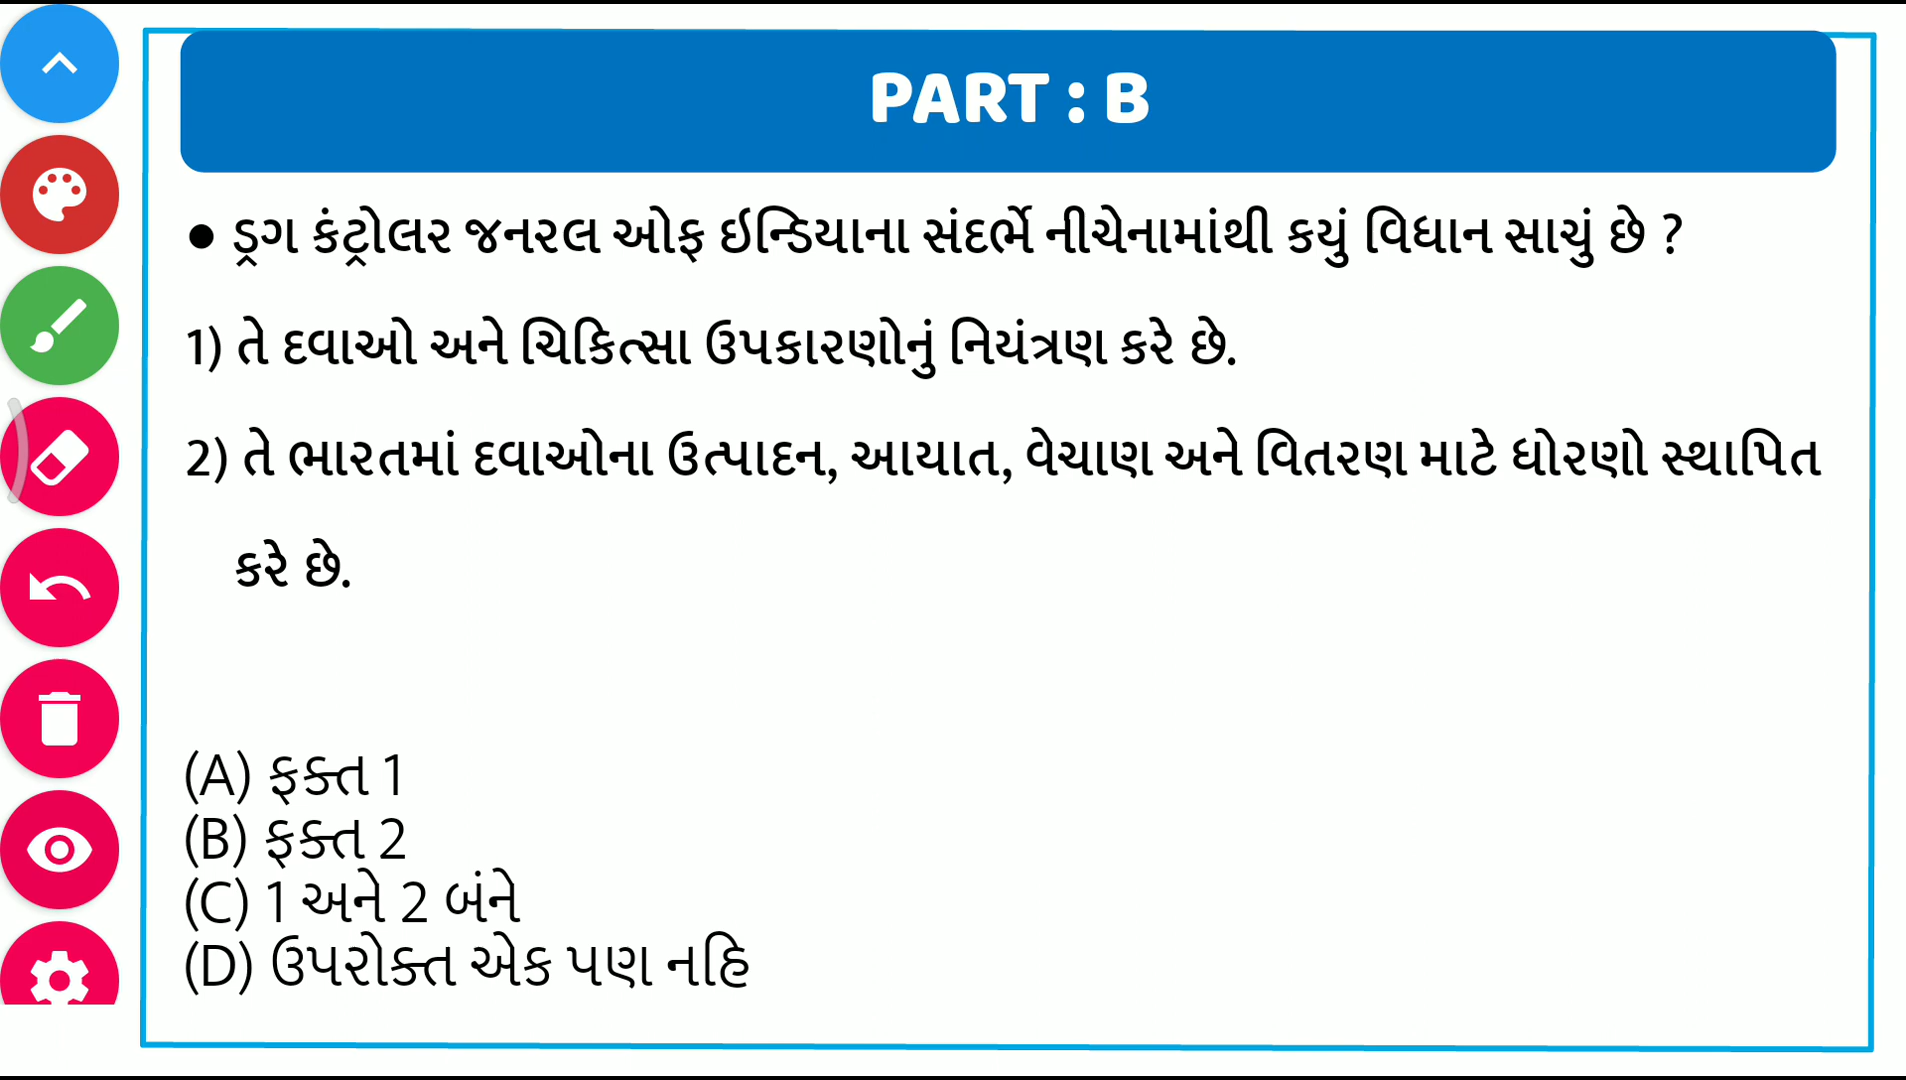 PART : B
● ડ્રગ કંટ્રોલર જનરલ ઓફ ઇન્ડિયાના સંદર્ભે નીચેનામાંથી કયું વિધાન સાચું છે ?
1) તે દવાઓ અને ચિકિત્સા ઉપકારણોનું નિયંત્રણ કરે છે.
2) તે ભારતમાં દવાઓના ઉત્પાદન, આયાત, વેચાણ અને વિતરણ માટે ધોરણો સ્થાપિત
કરે છે.
(A) ફક્ત 1
(B) ફક્ત 2
(C) 1 અને 2 બંને
(D) ઉપરોક્ત એક પણ નહિ